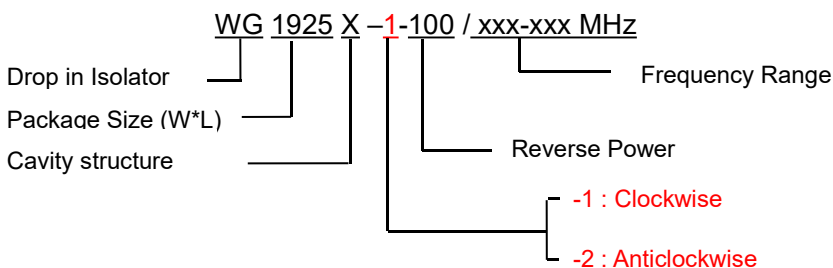 WG 1925 X –1-100 / xxx-xxx MHz
Drop in Isolator
Frequency Range
Package Size (W*L)
Cavity structure
Reverse Power
-1 : Clockwise
-2 : Anticlockwise